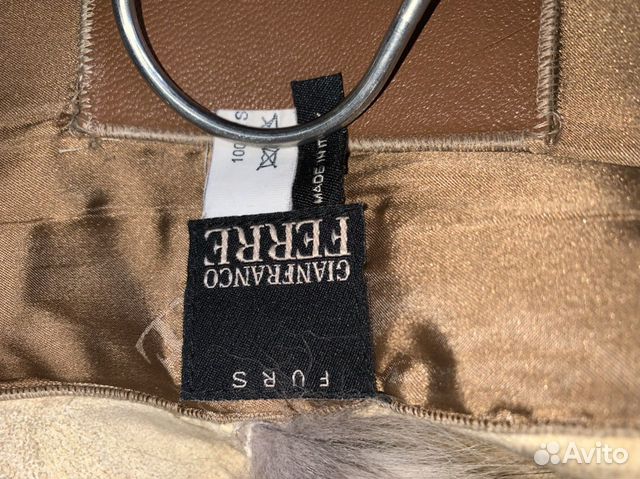 GIANFRANCO
FERRE
FURS
MADE IN IT
100
S
Avito